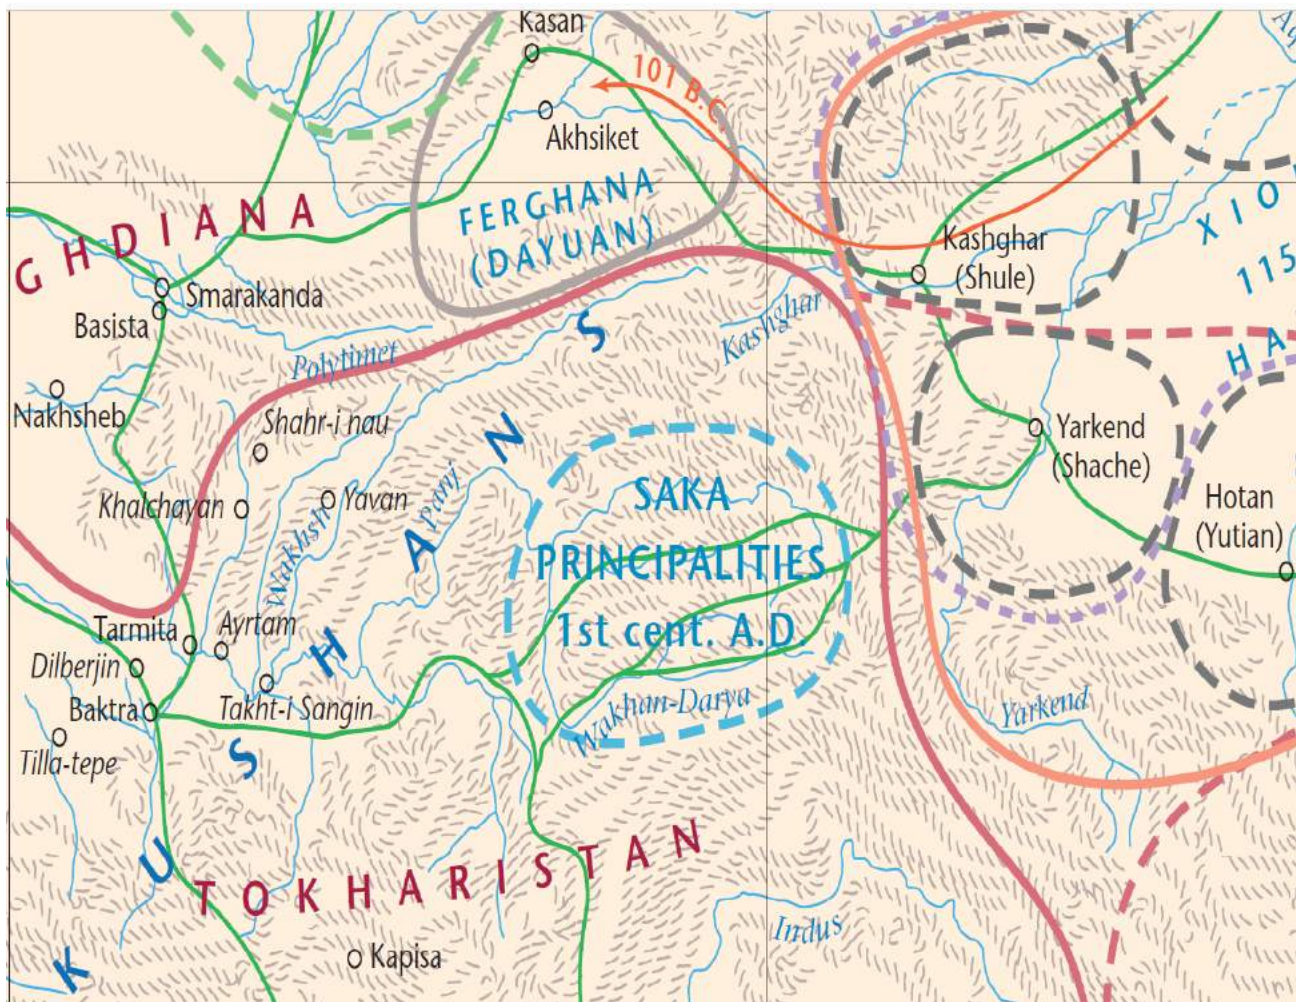 Kasan
101 B.C.
Akhsiket
FERGHANA
(DAYUAN)
GHDIANA
XIO
115
HA
Kashghar
(Shule)
Smarakanda
Basista
Kashghar
Polytimet
Nakhsheb
Shahr-i nau
Yarkend
(Shache)
Khalchayan
Yavan
Wakhsh
Panj
SAKA
PRINCIPALITIES
1st cent. A.D.
Hotan
(Yutian)
KUSHANS
Tarmita
Ayrtam
Dilberjin
Baktra
Takht-i Sangin
Tilla-tepe
Wakhan-Darya
Yarkend
TOKHARISTAN
Kapisa
Indus